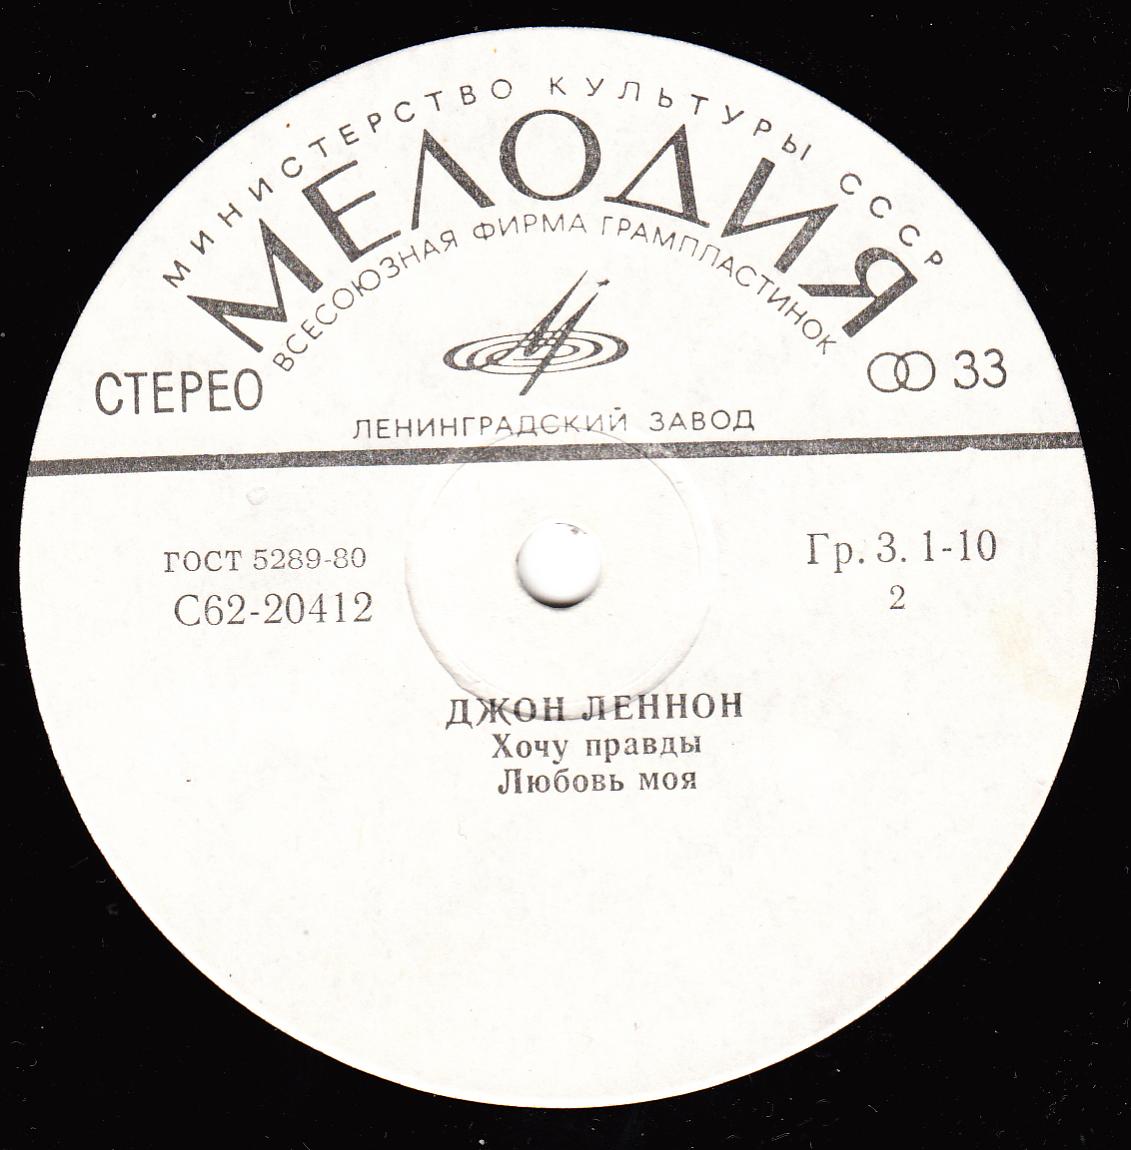 МИНИСТЕРСТВО КУЛЬТУРЫ СССР
МЕЛОДИЯ
ВСЕСОЮЗНАЯ ФИРМА ГРАМПЛАСТИНОК
СТЕРЕО
33
ЛЕНИНГРАДСКИЙ ЗАВОД
ГОСТ 5289-80
Гр. 3. 1-10
С62-20412
2
ДЖОН ЛЕННОН
Хочу правды
Любовь моя